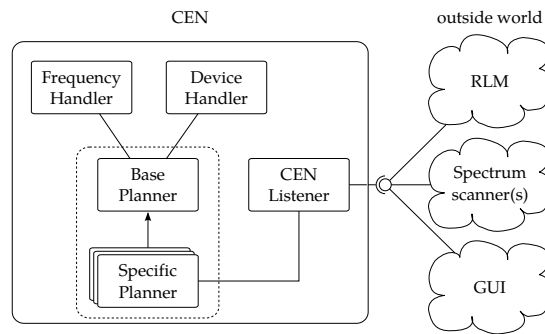 CEN
outside world
Frequency
Handler
Device
Handler
RLM
Base
Planner
CEN
Listener
Spectrum
scanner(s)
Specific
Planner
GUI